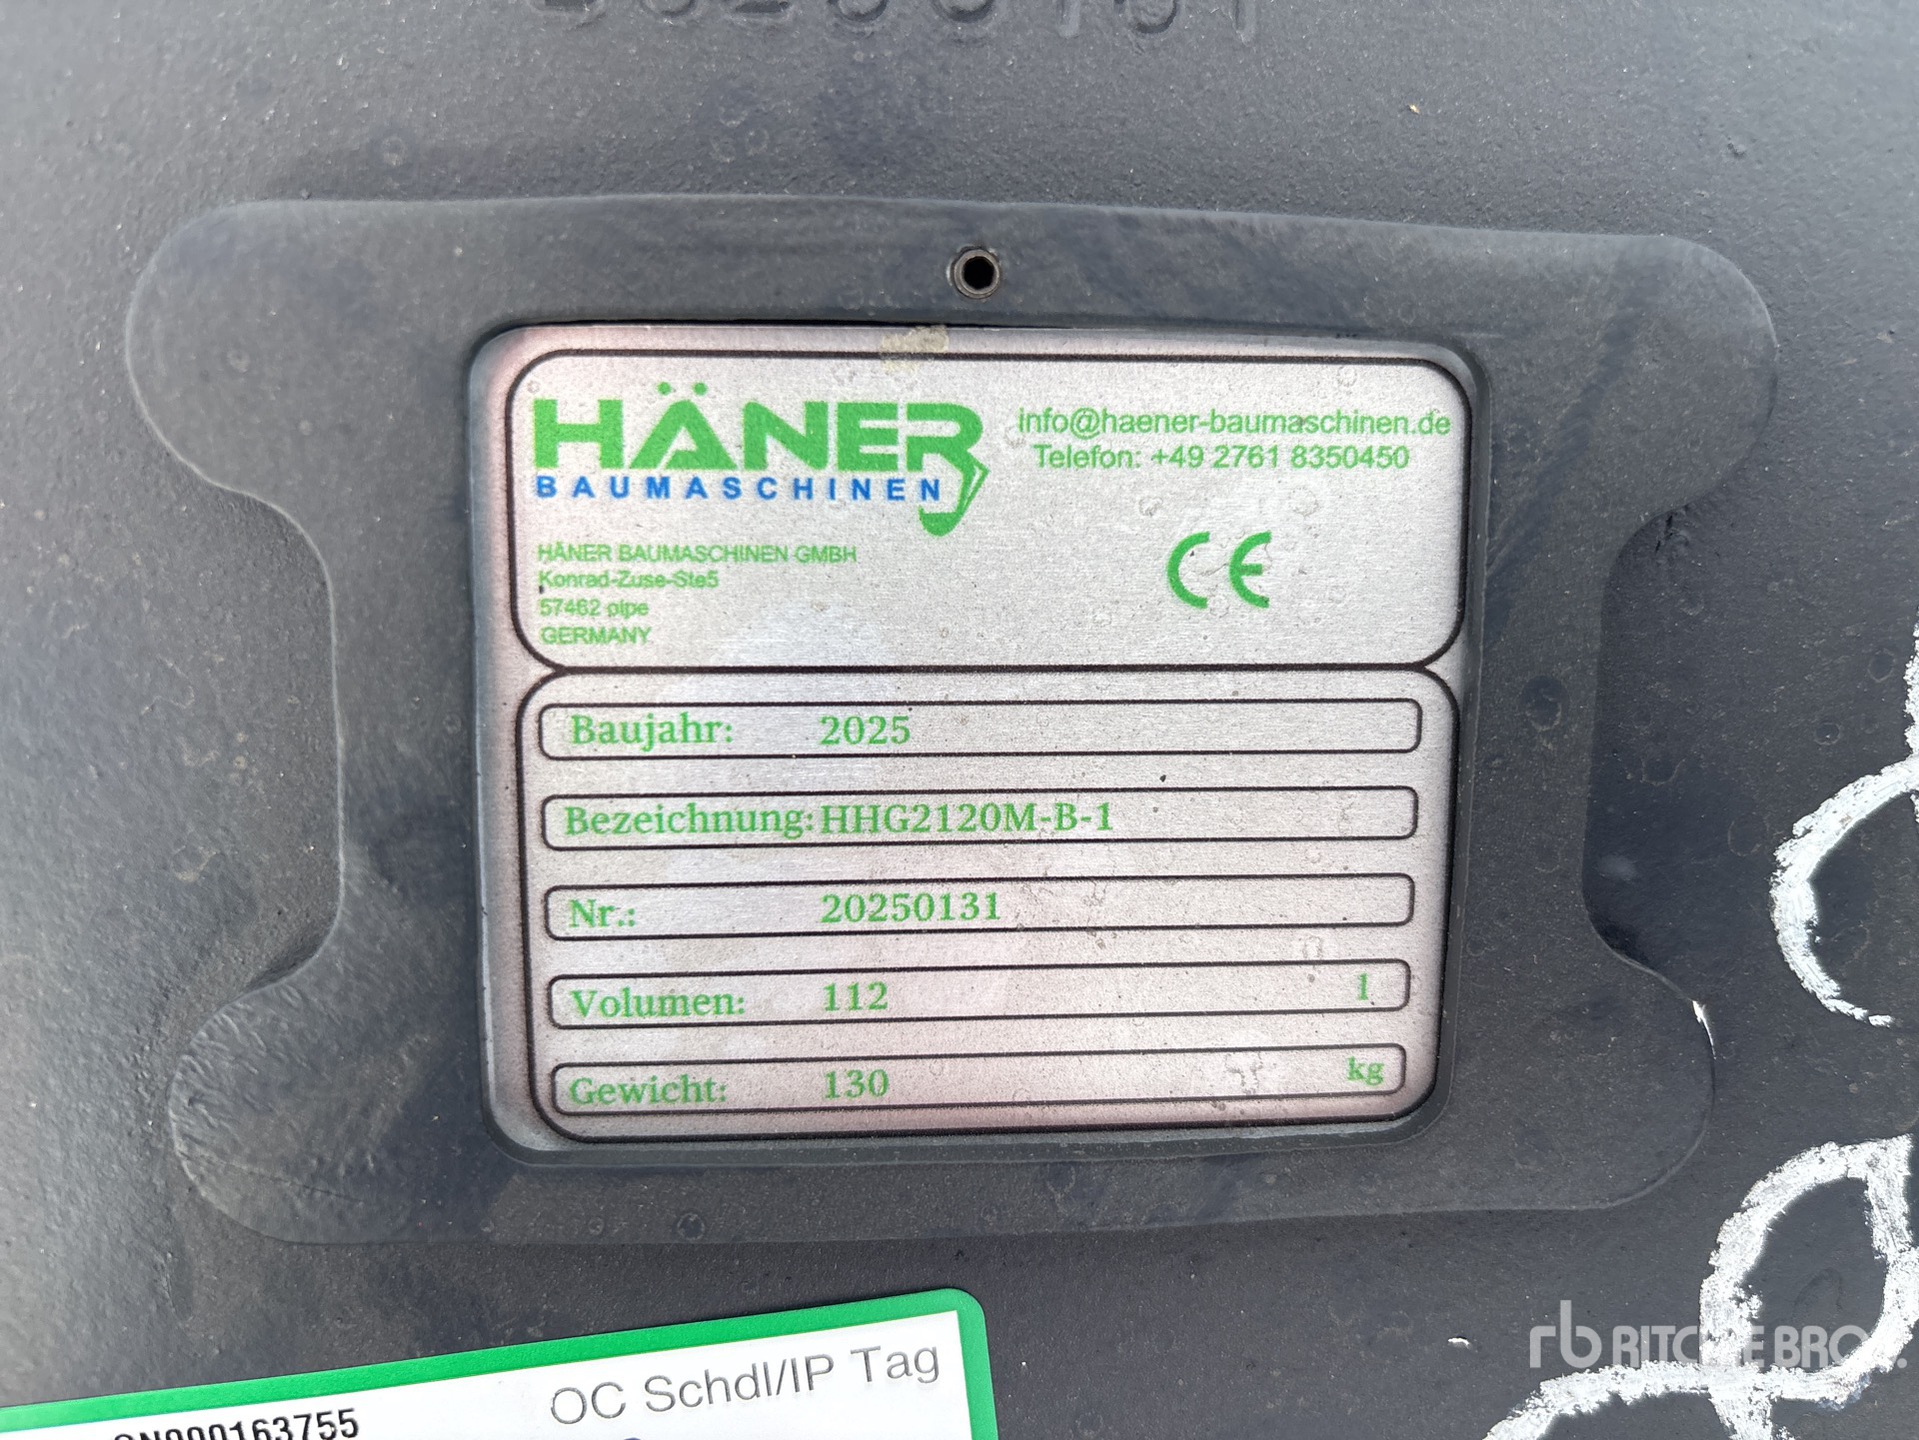 HÄNER
BAUMASCHINEN
info@haener-baumaschinen.de
Telefon: +49 2761 8350450
HÄNER BAUMASCHINEN GMBH
Konrad-Zuse-Ste5
57462 olpe
GERMANY
CE
Baujahr: 2025
Bezeichnung: HHG2120M-B-1
Nr.: 20250131
Volumen: 112 l
Gewicht: 130 kg
OC Schdl/IP Tag
rb RITCHIE BROS.